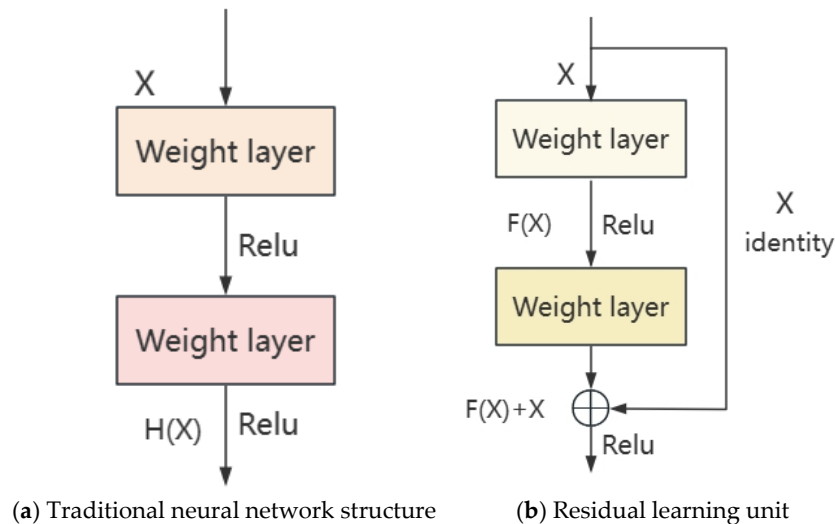 X
Weight layer
Relu
Weight layer
H(X) Relu
(a) Traditional neural network structure
X
Weight layer
F(X) Relu
X
identity
Weight layer
F(X)+X
Relu
(b) Residual learning unit